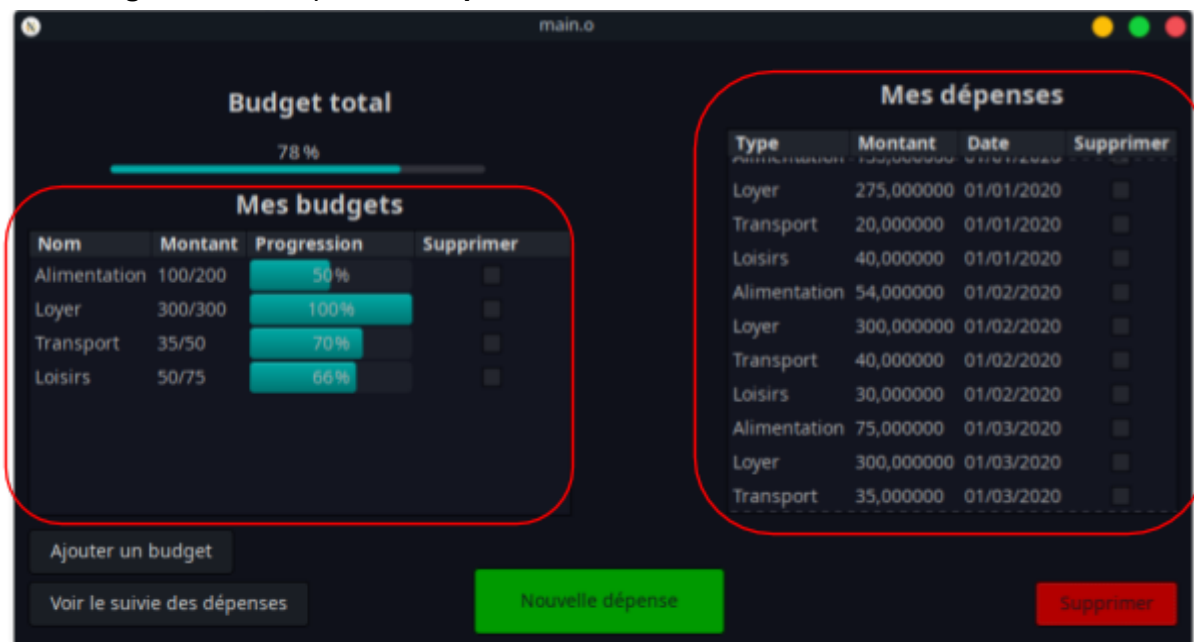 main.o
Budget total
78 %
Mes budgets
Nom Montant Progression Supprimer
Alimentation 100/200 50%
Loyer 300/300 100%
Transport 35/50 70%
Loisirs 50/75 66%
Ajouter un budget
Voir le suivie des dépenses
Nouvelle dépense
Mes dépenses
Type Montant Date Supprimer
Loyer 275,000000 01/01/2020
Transport 20,000000 01/01/2020
Loisirs 40,000000 01/01/2020
Alimentation 54,000000 01/02/2020
Loyer 300,000000 01/02/2020
Transport 40,000000 01/02/2020
Loisirs 30,000000 01/02/2020
Alimentation 75,000000 01/03/2020
Loyer 300,000000 01/03/2020
Transport 35,000000 01/03/2020
Supprimer